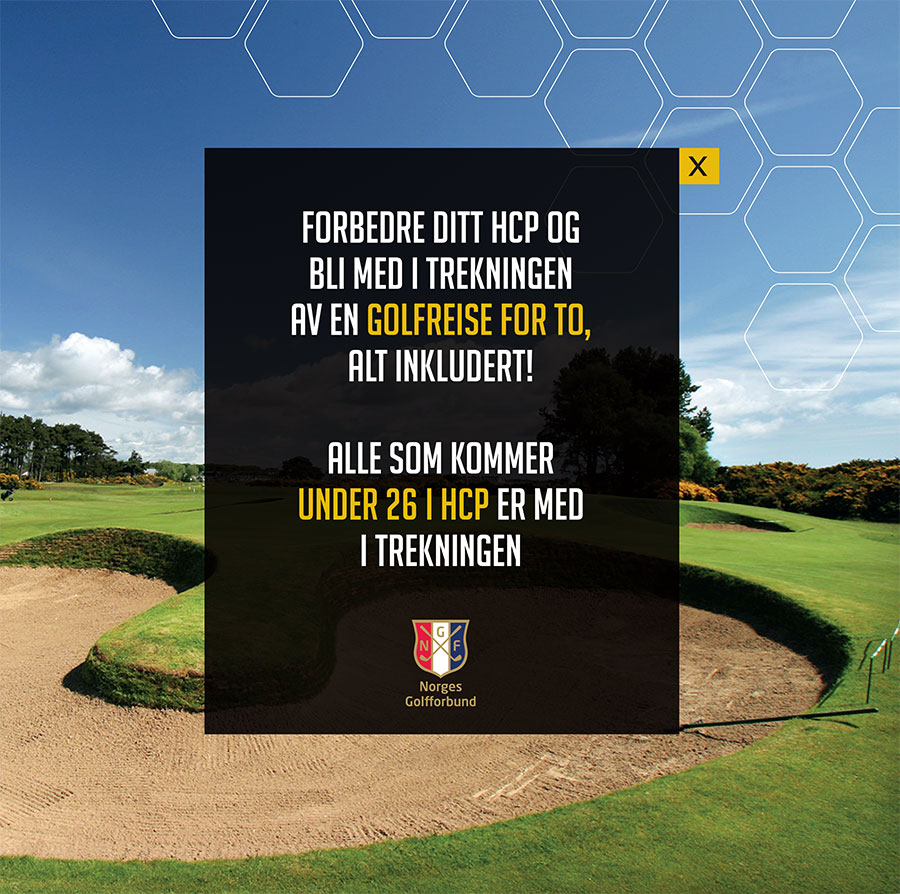 X
FORBEDRE DITT HCP OG
BLI MED I TREKNINGEN
AV EN GOLFREISE FOR TO,
ALT INKLUDERT!
ALLE SOM KOMMER
UNDER 26 I HCP ER MED
I TREKNINGEN
G
N F
Norges
Golfforbund